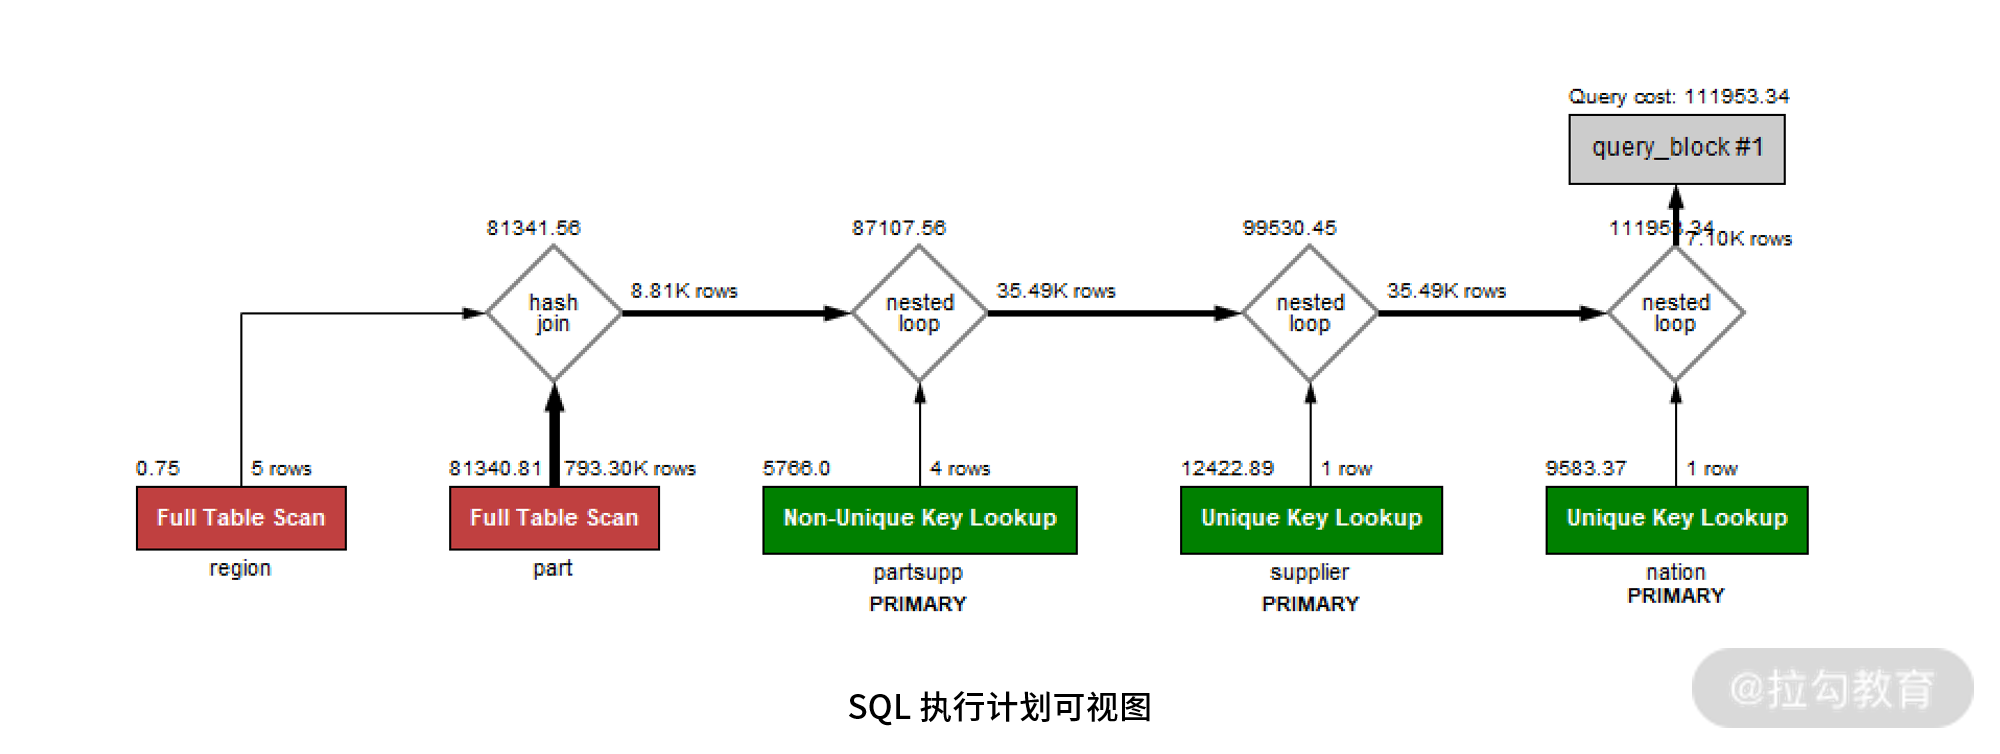 Query cost: 111953.34
query_block #1
81341.56
87107.56
99530.45
111953.34
7.10K rows
hash
join
8.81K rows
nested
loop
35.49K rows
nested
loop
35.49K rows
nested
loop
0.75
5 rows
81340.81
793.30K rows
5766.0
4 rows
12422.89
1 row
9583.37
1 row
Full Table Scan
Full Table Scan
Non-Unique Key Lookup
Unique Key Lookup
Unique Key Lookup
region
part
partsupp
supplier
nation
PRIMARY
PRIMARY
PRIMARY
SQL 执行计划可视图
@拉勾教育